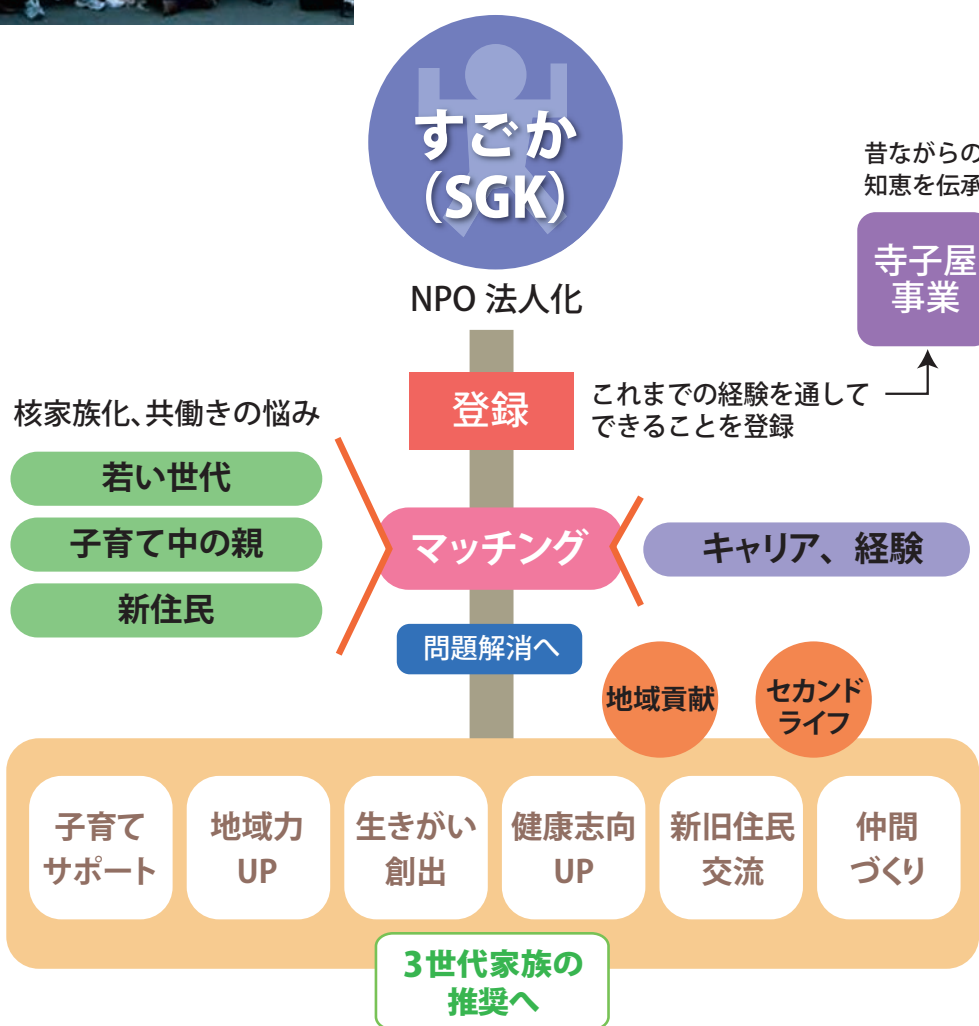 すごか
(SGK)
NPO 法人化
昔ながらの
知恵を伝承
寺子屋
事業
登録
これまでの経験を通して
できることを登録
核家族化、共働きの悩み
若い世代
子育て中の親
新住民
マッチング
キャリア、経験
問題解消へ
地域貢献
セカンド
ライフ
子育て
サポート
地域力
UP
生きがい
創出
健康志向
UP
新旧住民
交流
仲間
づくり
3世代家族の
推奨へ